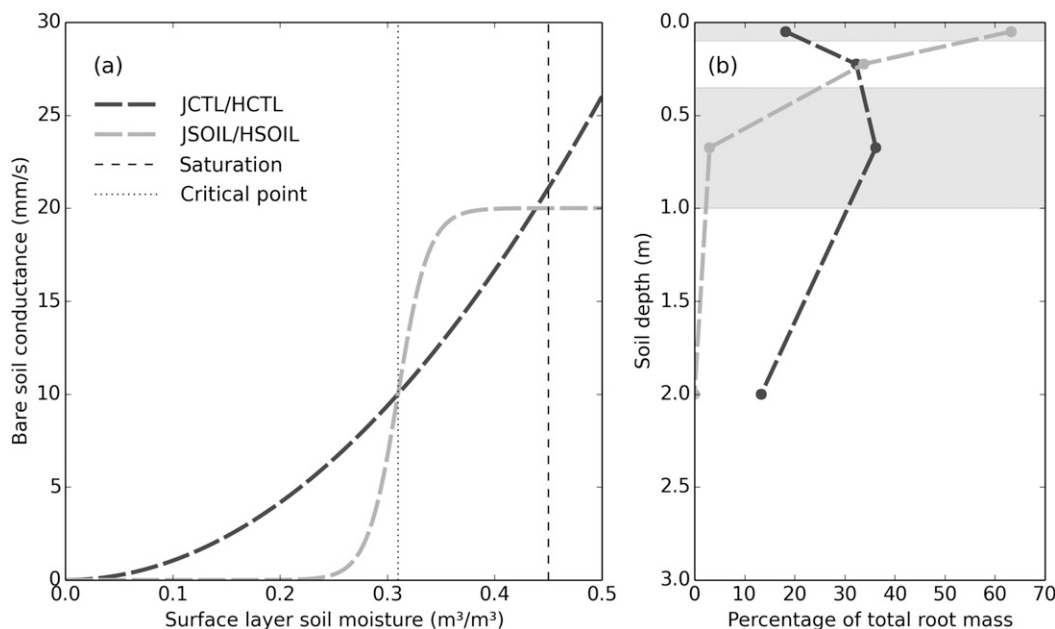 (a)
JCTL/HCTL
JSOIL/HSOIL
Saturation
Critical point
Bare soil conductance (mm/s)
30
25
20
15
10
5
0
0.0 0.1 0.2 0.3 0.4 0.5
Surface layer soil moisture (m³/m³)
(b)
Soil depth (m)
0.0
0.5
1.0
1.5
2.0
2.5
3.0
0 10 20 30 40 50 60 70
Percentage of total root mass